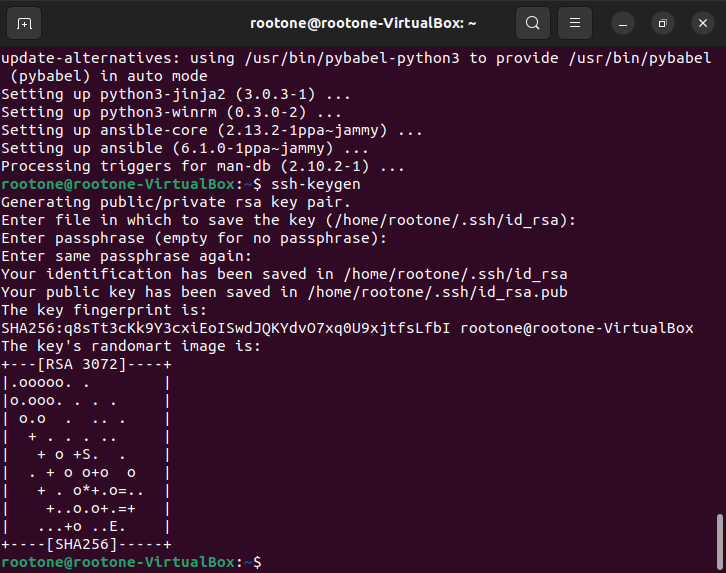 rootone@rootone-VirtualBox: ~
update-alternatives: using /usr/bin/pybabel-python3 to provide /usr/bin/pybabel
 (pybabel) in auto mode
Setting up python3-jinja2 (3.0.3-1) ...
Setting up python3-winrm (0.3.0-2) ...
Setting up ansible-core (2.13.2-1ppa~jammy) ...
Setting up ansible (6.1.0-1ppa~jammy) ...
Processing triggers for man-db (2.10.2-1) ...
rootone@rootone-VirtualBox:~$ ssh-keygen
Generating public/private rsa key pair.
Enter file in which to save the key (/home/rootone/.ssh/id_rsa):
Enter passphrase (empty for no passphrase):
Enter same passphrase again:
Your identification has been saved in /home/rootone/.ssh/id_rsa
Your public key has been saved in /home/rootone/.ssh/id_rsa.pub
The key fingerprint is:
SHA256:q8sTt3cKk9Y3cxiEoISwdJQKYdvO7xq0U9xjtfsLfbI rootone@rootone-VirtualBox
The key's randomart image is:
+---[RSA 3072]----+
|.ooooo. .        |
|o.ooo. . . .     |
| o.o  .  .. .    |
|  + . . . ..     |
|   + o +S.  .    |
|  . + o o+o  o   |
|   + . o*+.o=..  |
|    +..o.o+.=+   |
|   ...+o ..E.    |
+----[SHA256]-----+
rootone@rootone-VirtualBox:~$